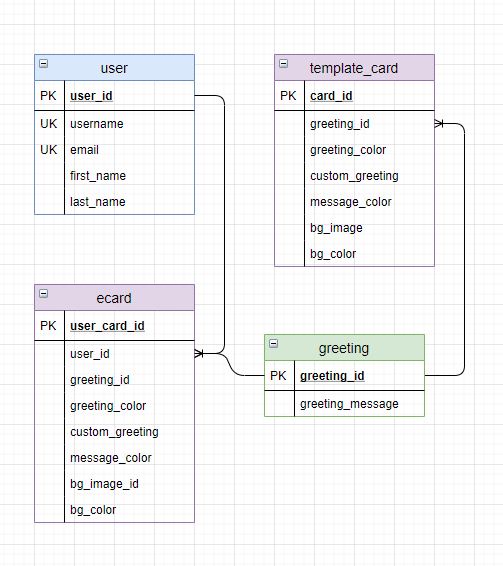 user
PK user_id
UK username
UK email
first_name
last_name
template_card
PK card_id
greeting_id
greeting_color
custom_greeting
message_color
bg_image
bg_color
ecard
PK user_card_id
user_id
greeting_id
greeting_color
custom_greeting
message_color
bg_image_id
bg_color
greeting
PK greeting_id
greeting_message